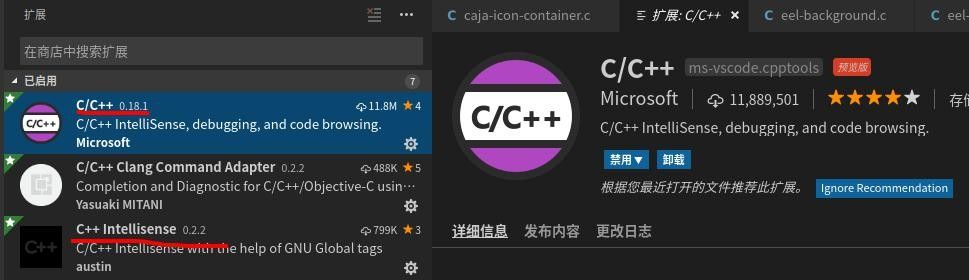 扩展
在商店中搜索扩展
已启用 7
C/C++ 0.18.1 11.8M ★4
C/C++ IntelliSense, debugging, and code browsing.
Microsoft
C/C++ Clang Command Adapter 0.2.2 488K ★5
Completion and Diagnostic for C/C++/Objective-C usin···
Yasuaki MITANI
C++
C++ Intellisense 0.2.2 799K ★3
C/C++ Intellisense with the help of GNU Global tags
austin
C caja-icon-container.c
扩展: C/C++ ×
C eel-background.c
C eel-
C/C++
C/C++ ms-vscode.cpptools 预览版
Microsoft | 11,889,501 | ★★★★★ | 存储
C/C++ IntelliSense, debugging, and code browsing.
禁用▼ 卸载
根据您最近打开的文件推荐此扩展。 Ignore Recommendation
详细信息 发布内容 更改日志